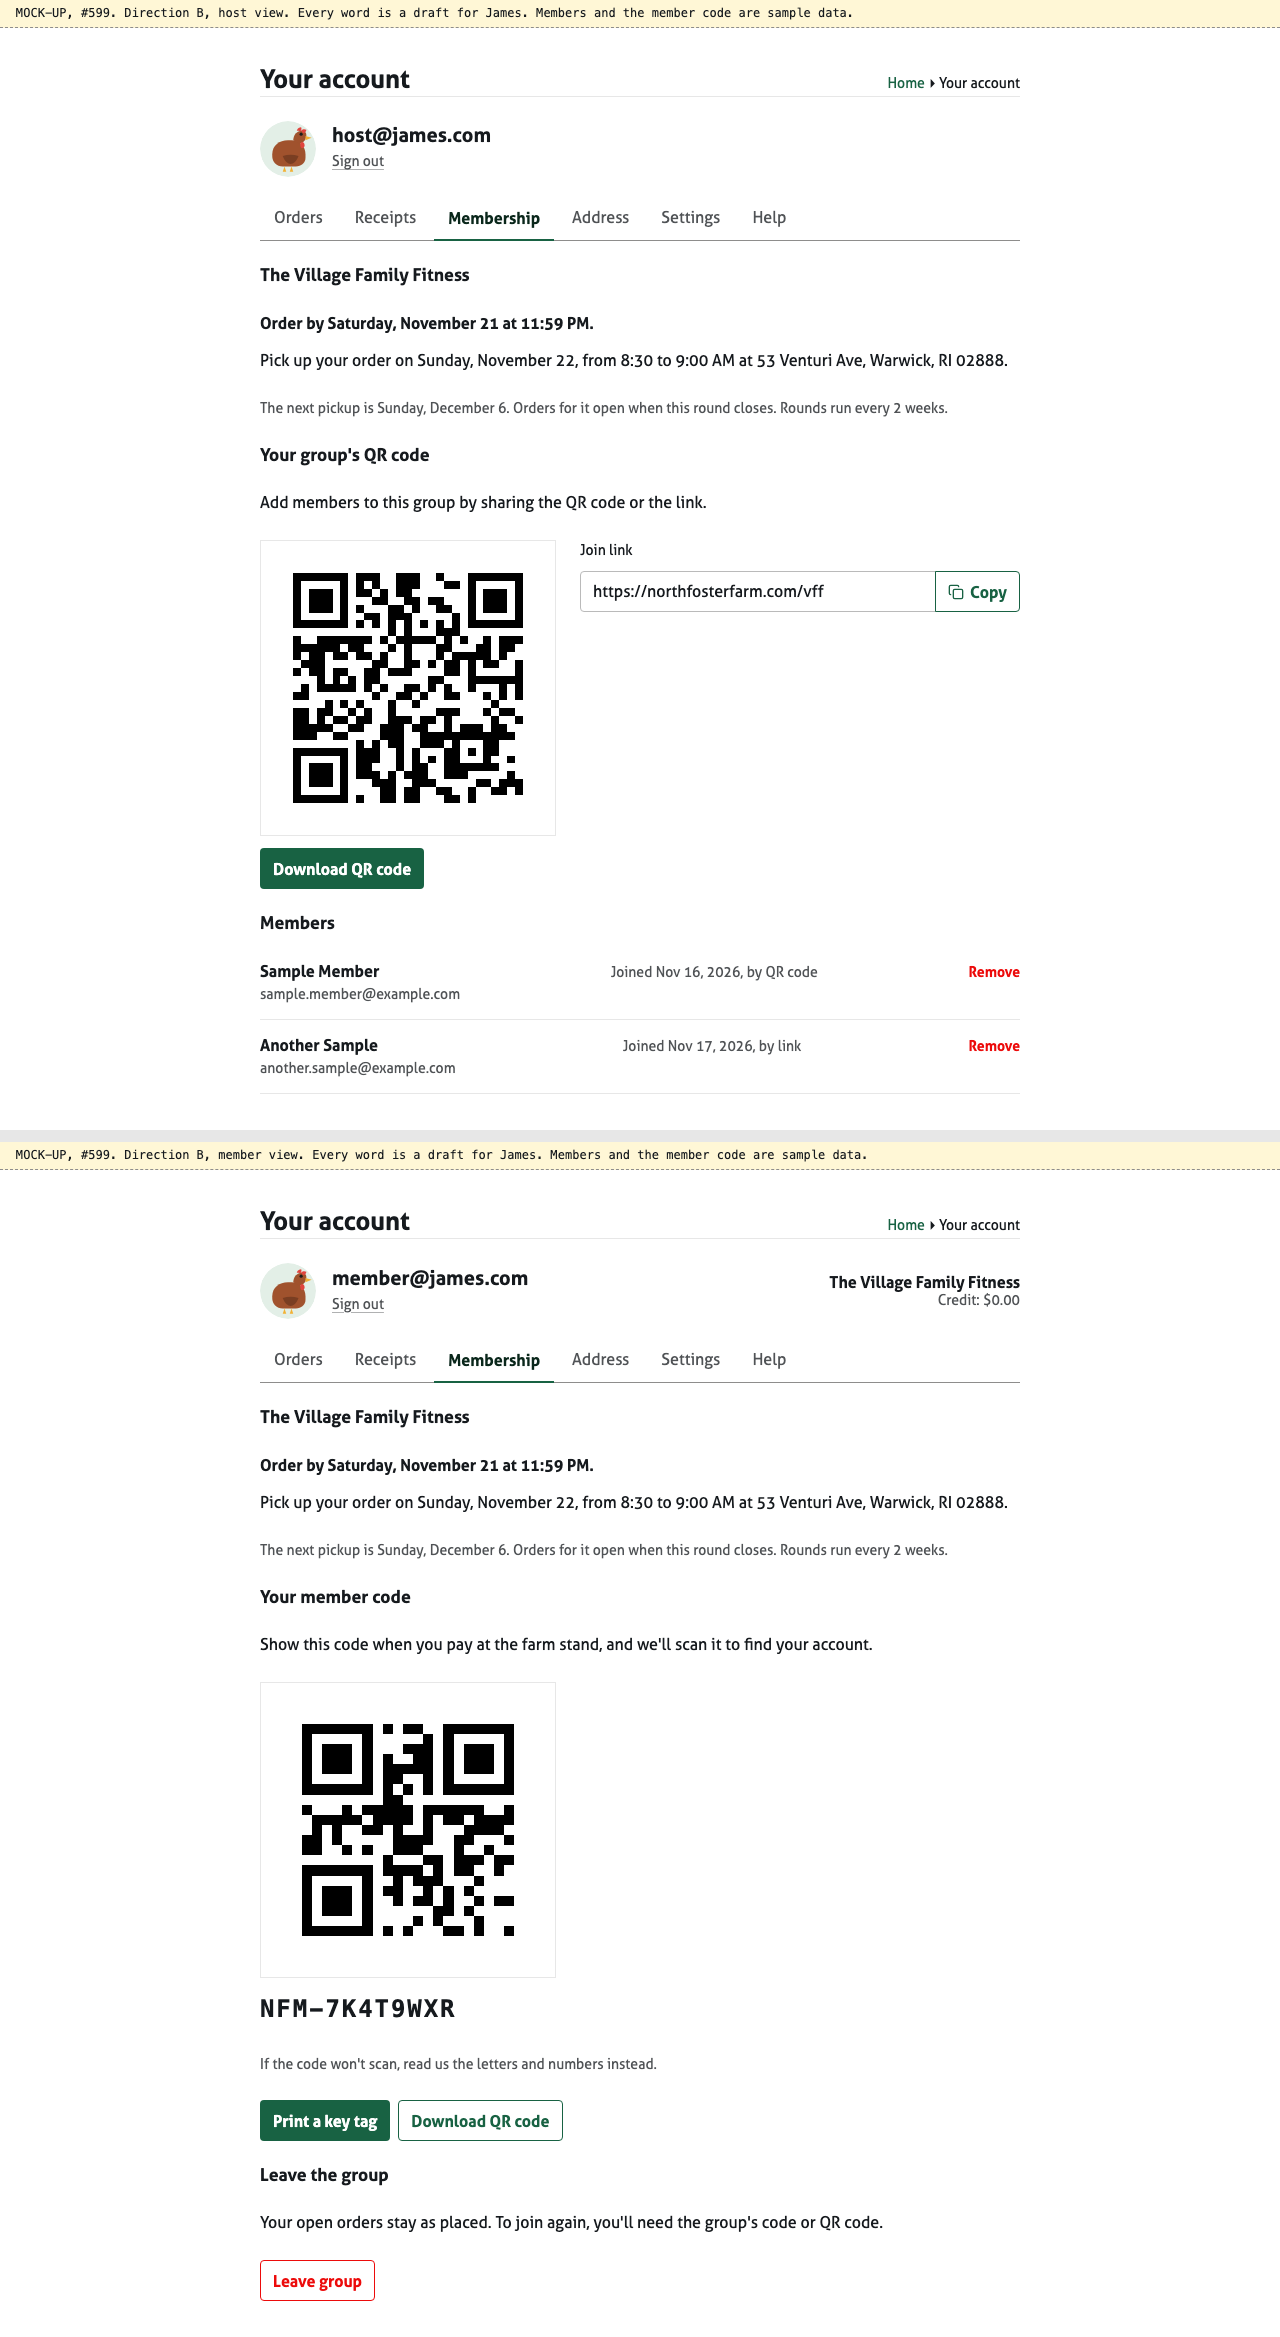 MOCK-UP, #599. Direction B, host view. Every word is a draft for James. Members and the member code are sample data.
Your account
Home ▸ Your account
host@james.com
Sign out
Orders Receipts Membership Address Settings Help
The Village Family Fitness
Order by Saturday, November 21 at 11:59 PM.
Pick up your order on Sunday, November 22, from 8:30 to 9:00 AM at 53 Venturi Ave, Warwick, RI 02888.
The next pickup is Sunday, December 6. Orders for it open when this round closes. Rounds run every 2 weeks.
Your group's QR code
Add members to this group by sharing the QR code or the link.
Join link
https://northfosterfarm.com/vff Copy
Download QR code
Members
Sample Member Joined Nov 16, 2026, by QR code Remove
sample.member@example.com
Another Sample Joined Nov 17, 2026, by link Remove
another.sample@example.com
MOCK-UP, #599. Direction B, member view. Every word is a draft for James. Members and the member code are sample data.
Your account
Home ▸ Your account
member@james.com
Sign out
The Village Family Fitness
Credit: $0.00
Orders Receipts Membership Address Settings Help
The Village Family Fitness
Order by Saturday, November 21 at 11:59 PM.
Pick up your order on Sunday, November 22, from 8:30 to 9:00 AM at 53 Venturi Ave, Warwick, RI 02888.
The next pickup is Sunday, December 6. Orders for it open when this round closes. Rounds run every 2 weeks.
Your member code
Show this code when you pay at the farm stand, and we'll scan it to find your account.
NFM-7K4T9WXR
If the code won't scan, read us the letters and numbers instead.
Print a key tag Download QR code
Leave the group
Your open orders stay as placed. To join again, you'll need the group's code or QR code.
Leave group